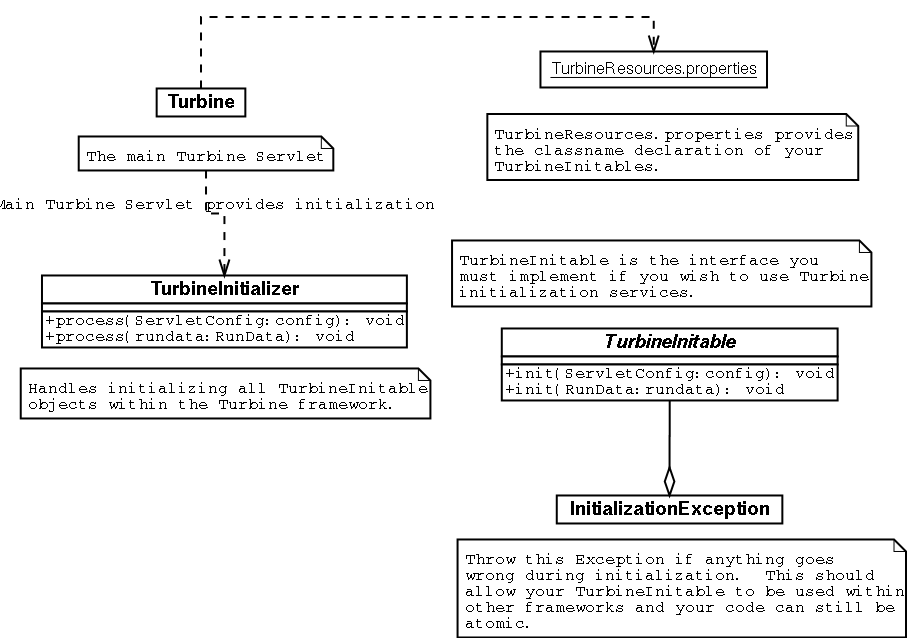 TurbineResources.properties
Turbine
TurbineResources.properties provides
the classname declaration of your
TurbineInitables.
The main Turbine Servlet
Main Turbine Servlet provides initialization
TurbineInitable is the interface you
must implement if you wish to use Turbine
initialization services.
TurbineInitializer
+process(ServletConfig:config): void
+process(rundata:RunData): void
TurbineInitable
+init(ServletConfig:config): void
+init(RunData:rundata): void
Handles initializing all TurbineInitable
objects within the Turbine framework.
InitializationException
Throw this Exception if anything goes
wrong during initialization.  This should
allow your TurbineInitable to be used within
other frameworks and your code can still be
atomic.